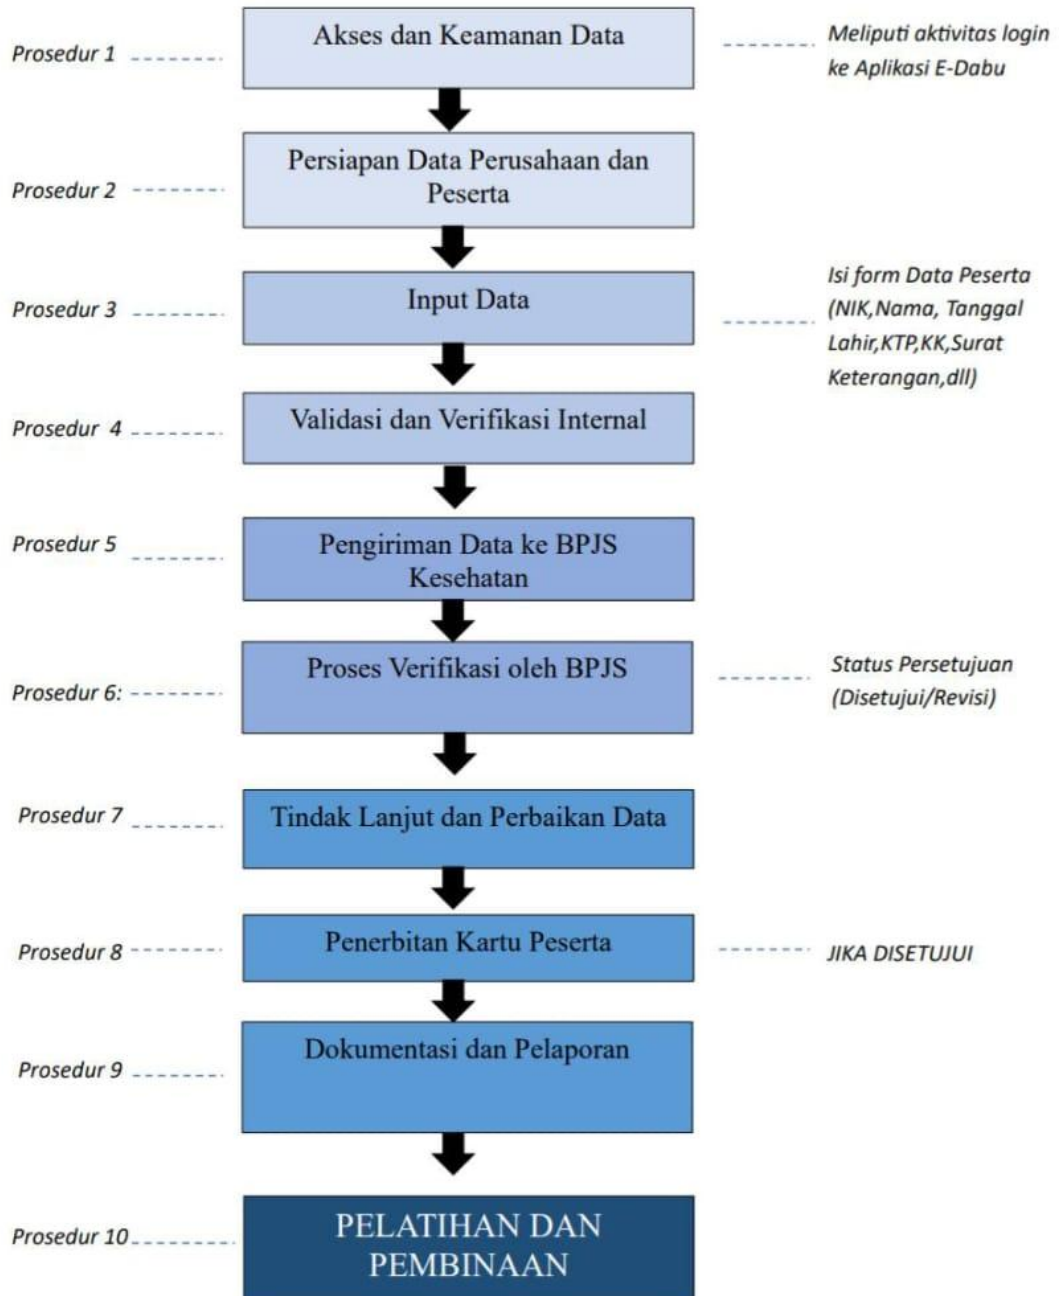 Prosedur 1
Akses dan Keamanan Data
Meliputi aktivitas login
ke Aplikasi E-Dabu
Prosedur 2
Persiapan Data Perusahaan dan
Peserta
Prosedur 3
Input Data
Isi form Data Peserta
(NIK,Nama, Tanggal
Lahir,KTP,KK,Surat
Keterangan,dll)
Prosedur 4
Validasi dan Verifikasi Internal
Prosedur 5
Pengiriman Data ke BPJS
Kesehatan
Prosedur 6:
Proses Verifikasi oleh BPJS
Status Persetujuan
(Disetujui/Revisi)
Prosedur 7
Tindak Lanjut dan Perbaikan Data
Prosedur 8
Penerbitan Kartu Peserta
JIKA DISETUJUI
Prosedur 9
Dokumentasi dan Pelaporan
Prosedur 10
PELATIHAN DAN
PEMBINAAN